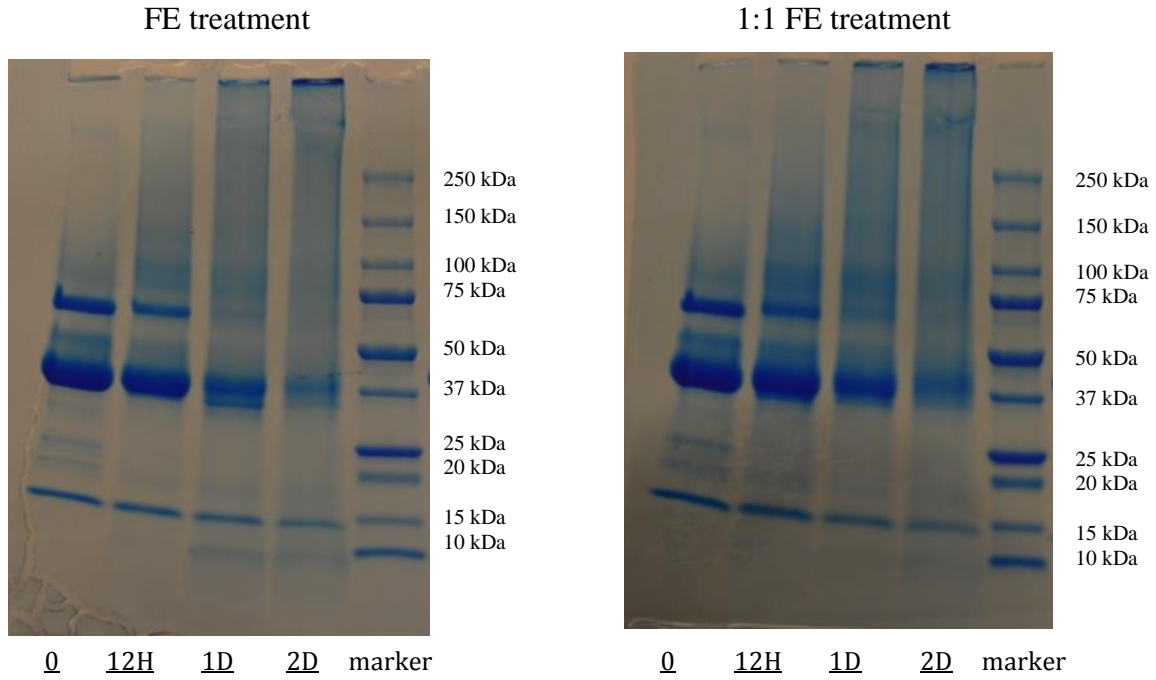 FE treatment
250 kDa
150 kDa
100 kDa
75 kDa
50 kDa
37 kDa
25 kDa
20 kDa
15 kDa
10 kDa
0 12H 1D 2D marker
1:1 FE treatment
250 kDa
150 kDa
100 kDa
75 kDa
50 kDa
37 kDa
25 kDa
20 kDa
15 kDa
10 kDa
0 12H 1D 2D marker